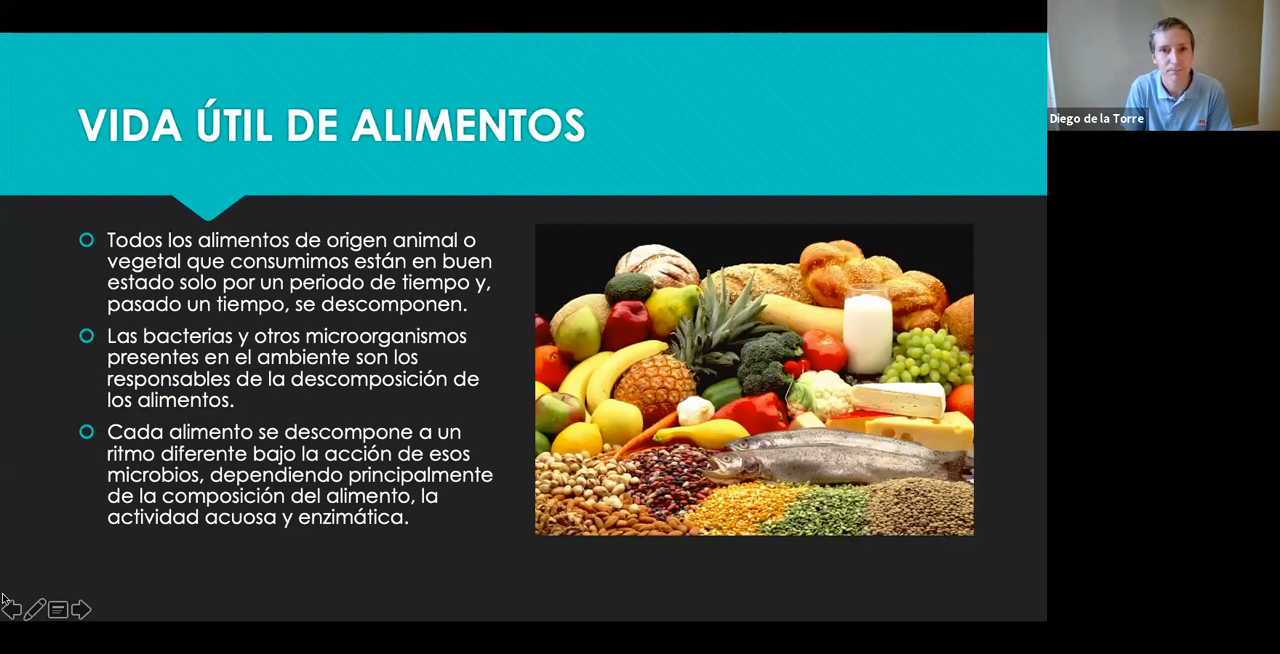 VIDA ÚTIL DE ALIMENTOS
Todos los alimentos de origen animal o
vegetal que consumimos están en buen
estado solo por un periodo de tiempo y,
pasado un tiempo, se descomponen.
Las bacterias y otros microorganismos
presentes en el ambiente son los
responsables de la descomposición de
los alimentos.
Cada alimento se descompone a un
ritmo diferente bajo la acción de esos
microbios, dependiendo principalmente
de la composición del alimento, la
actividad acuosa y enzimática.
Diego de la Torre